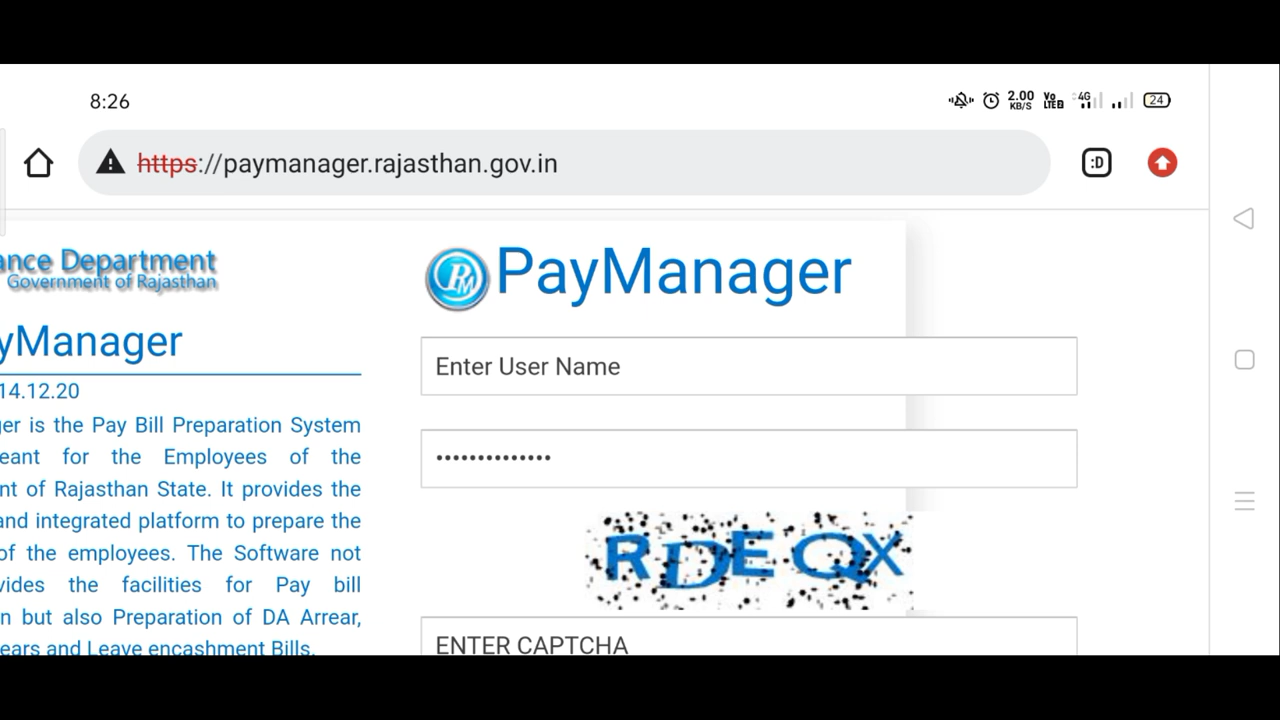 8:26
2.00
KB/S
Vo
LTE2
4G
24
https://paymanager.rajasthan.gov.in
:D
ance Department
Government of Rajasthan
PM
PayManager
yManager
Enter User Name
14.12.20
ger is the Pay Bill Preparation System
eant for the Employees of the
nt of Rajasthan State. It provides the
and integrated platform to prepare the
of the employees. The Software not
vides the facilities for Pay bill
n but also Preparation of DA Arrear,
ears and Leave encashment Bills.
••••••••••••••
RDEQX
ENTER CAPTCHA